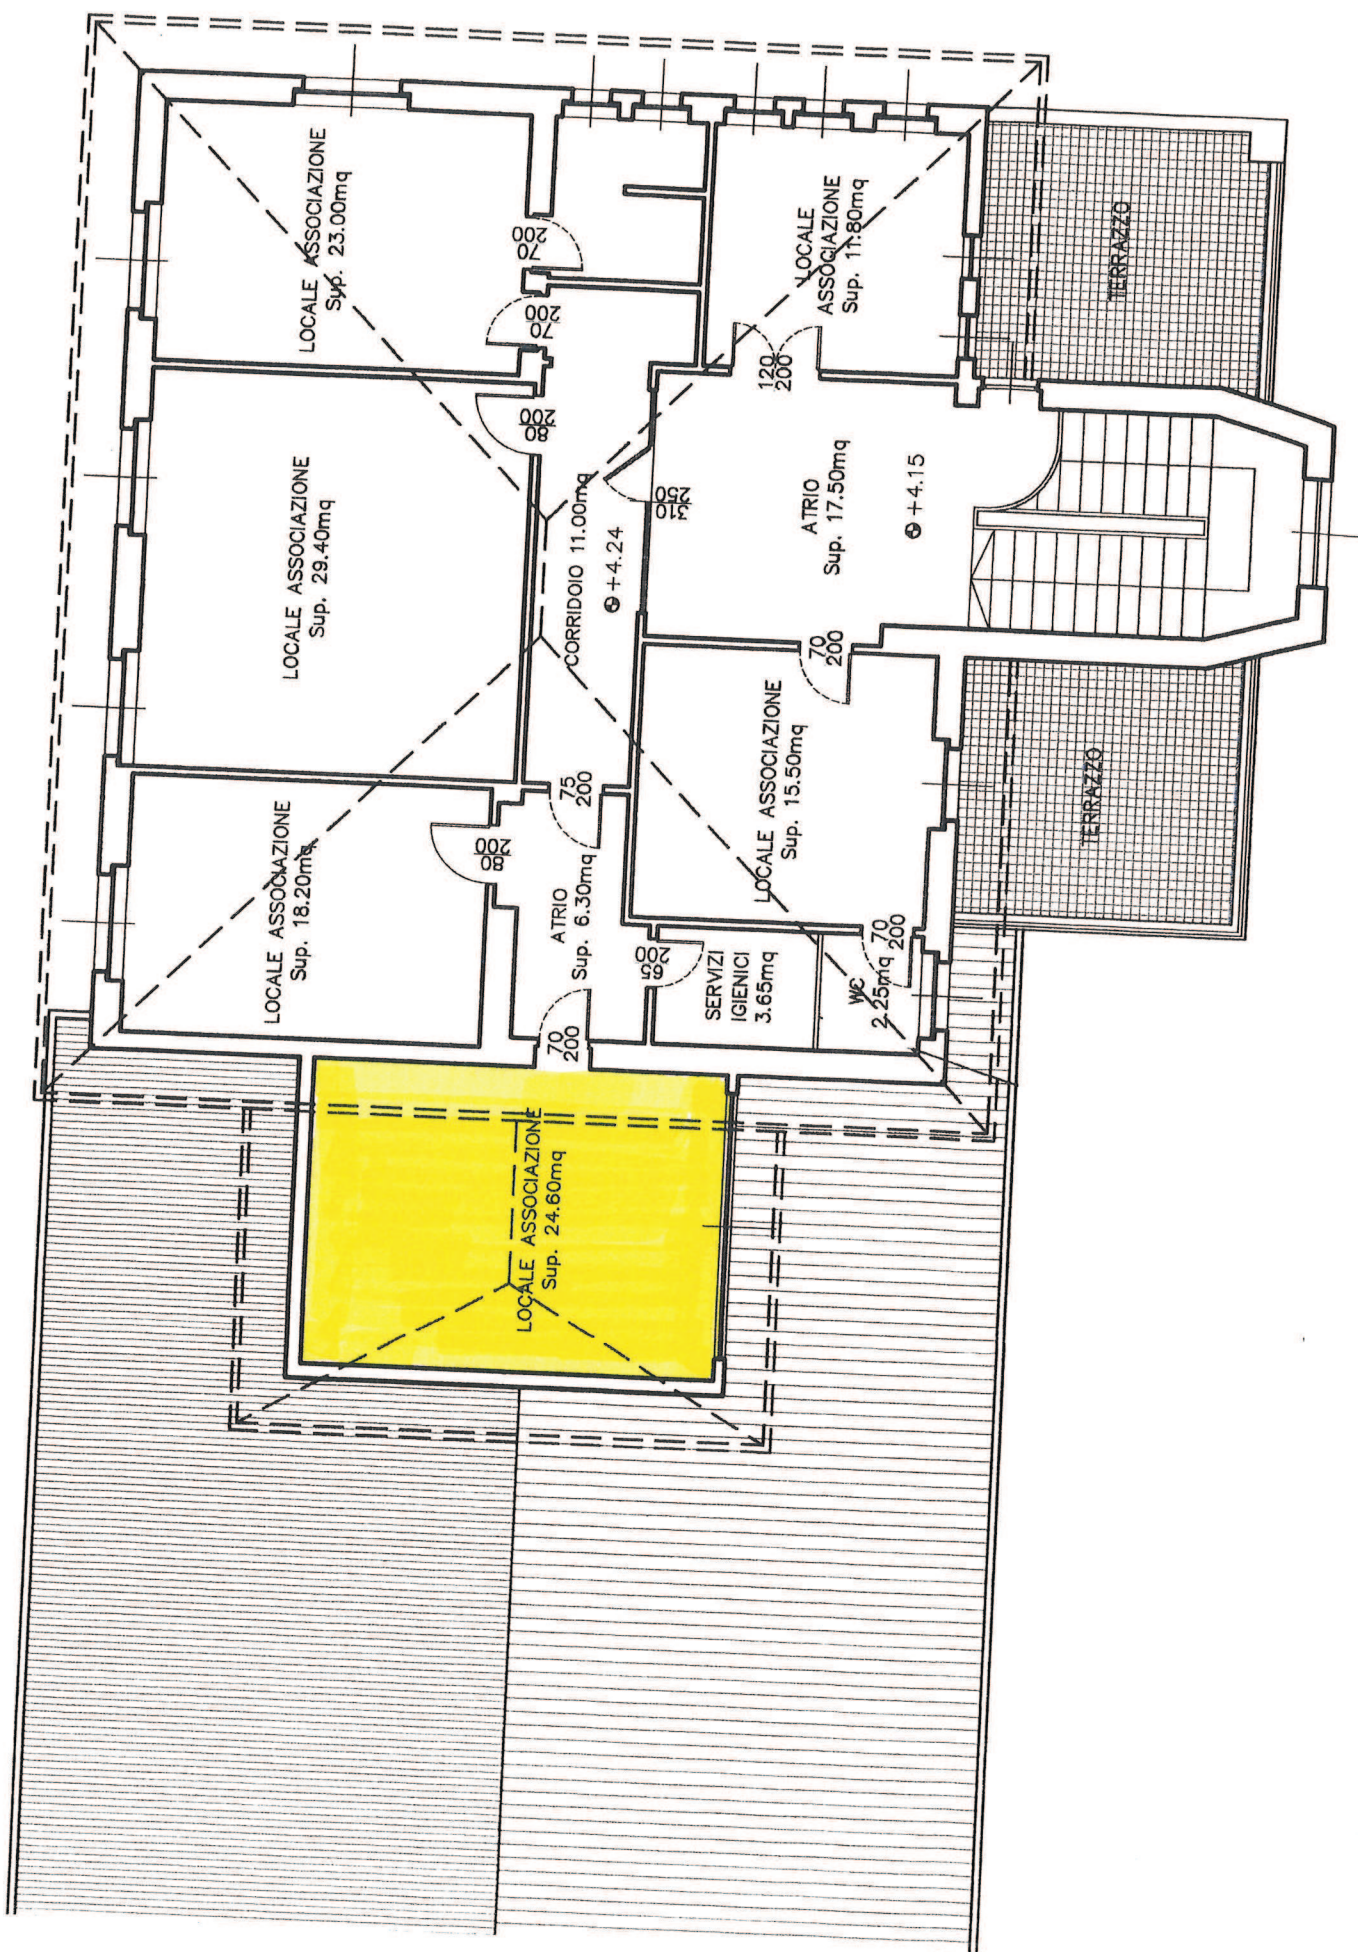 LOCALE ASSOCIAZIONE
Sup. 23.00mq
70
200
70
200
LOCALE
ASSOCIAZIONE
Sup. 11.80mq
TERRAZZO
120
200
80
200
LOCALE ASSOCIAZIONE
Sup. 29.40mq
CORRIDOIO 11.00mq
+4.24
310
250
ATRIO
Sup. 17.50mq
+4.15
70
200
LOCALE ASSOCIAZIONE
Sup. 15.50mq
TERRAZZO
75
200
LOCALE ASSOCIAZIONE
Sup. 18.20mq
80
200
ATRIO
Sup. 6.30mq
65
200
SERVIZI
IGIENICI
3.65mq
70
200
WC
2.25mq
70
200
LOCALE ASSOCIAZIONE
Sup. 24.60mq